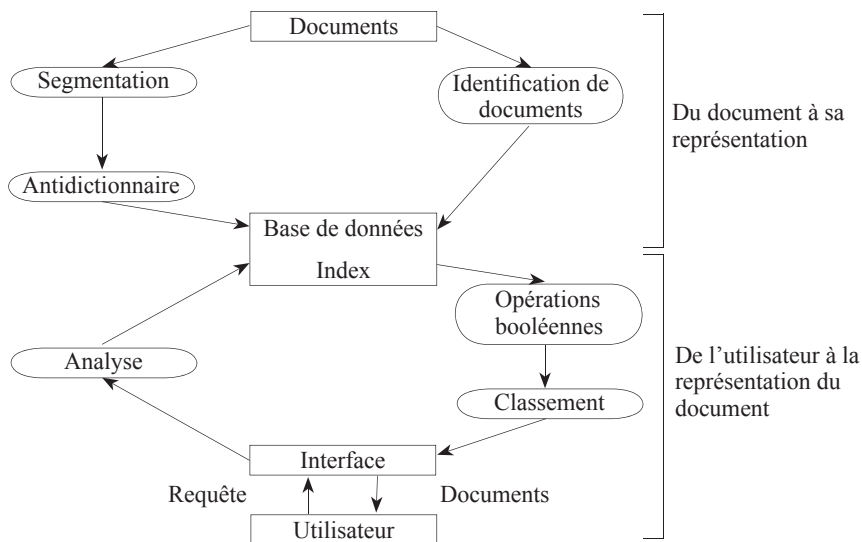 Documents
Segmentation
Identification de
documents
Du document à sa
représentation
Antidictionnaire
Base de données
Index
Opérations
booléennes
Analyse
De l’utilisateur à la
représentation du
document
Classement
Interface
Requête
Documents
Utilisateur